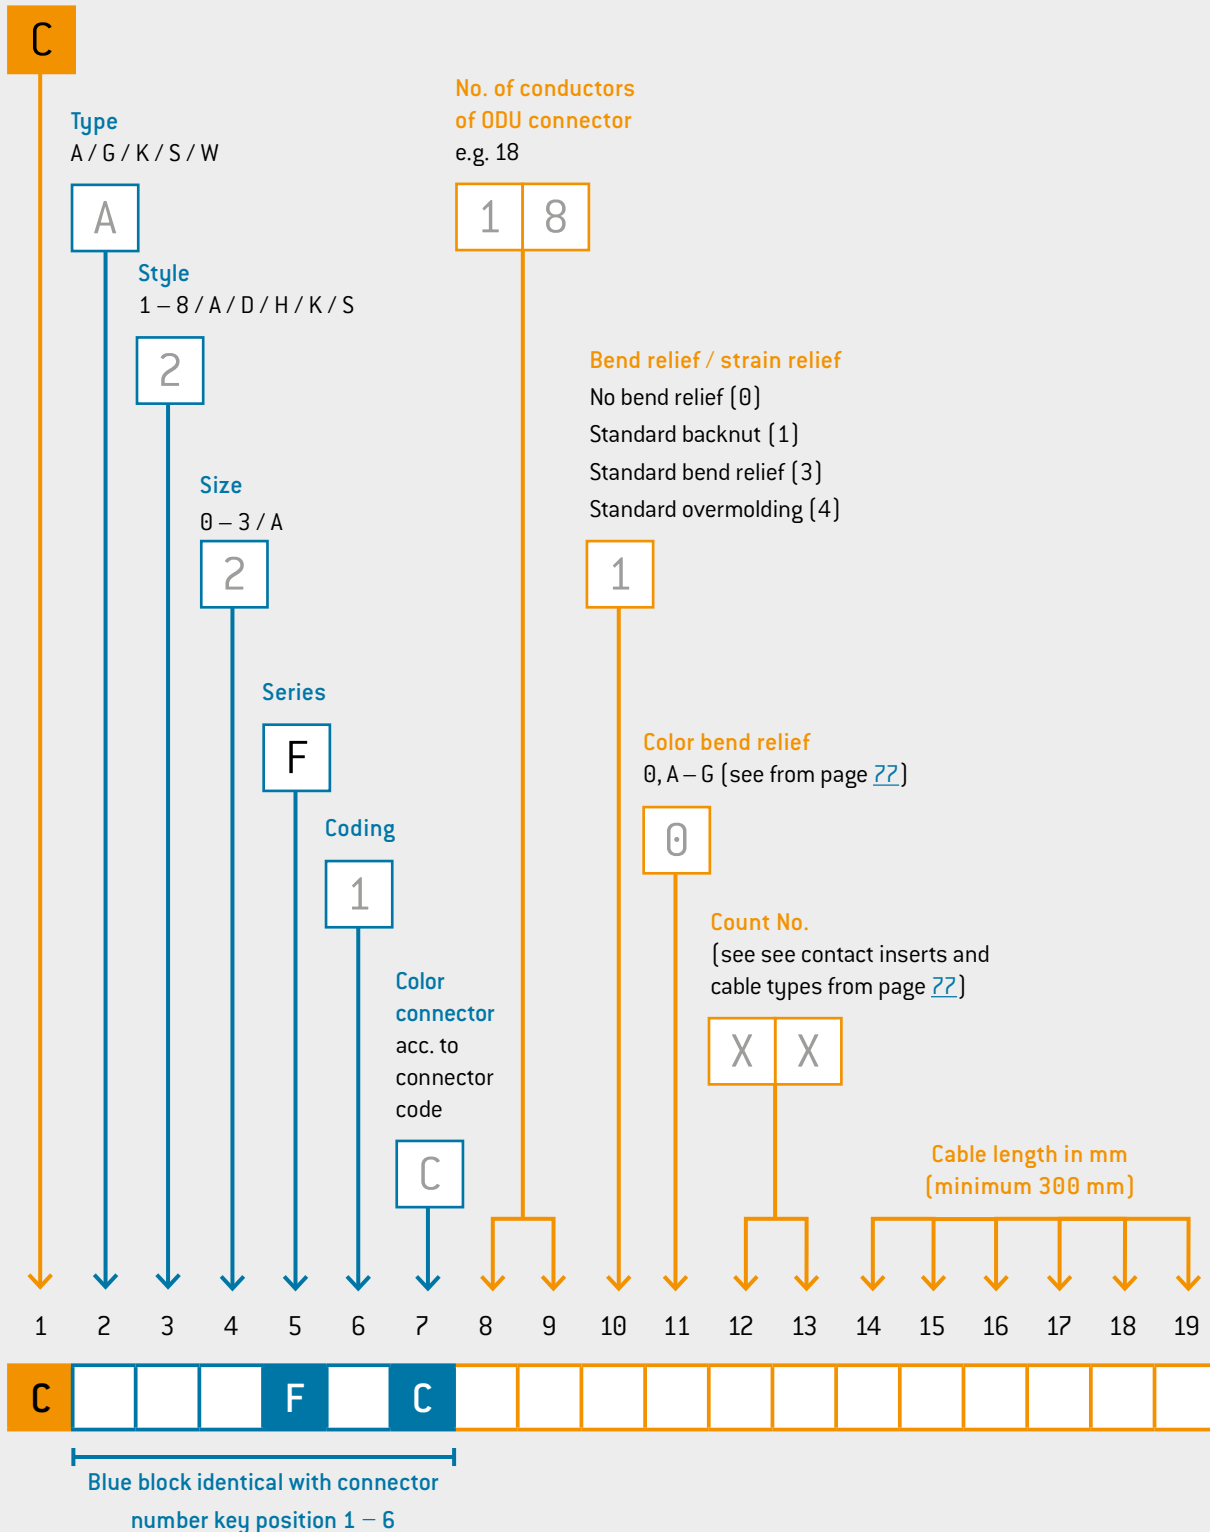 C
Type
A / G / K / S / W
A
Style
1 – 8 / A / D / H / K / S
2
Size
0 – 3 / A
2
Series
F
Coding
1
Color
connector
acc. to
connector
code
C
No. of conductors
of ODU connector
e.g. 18
1 8
Bend relief / strain relief
No bend relief (0)
Standard backnut (1)
Standard bend relief (3)
Standard overmolding (4)
1
Color bend relief
0, A – G (see from page 77)
0
Count No.
(see see contact inserts and
cable types from page 77)
X X
Cable length in mm
(minimum 300 mm)
1 2 3 4 5 6 7 8 9 10 11 12 13 14 15 16 17 18 19
C F C
Blue block identical with connector
number key position 1 – 6